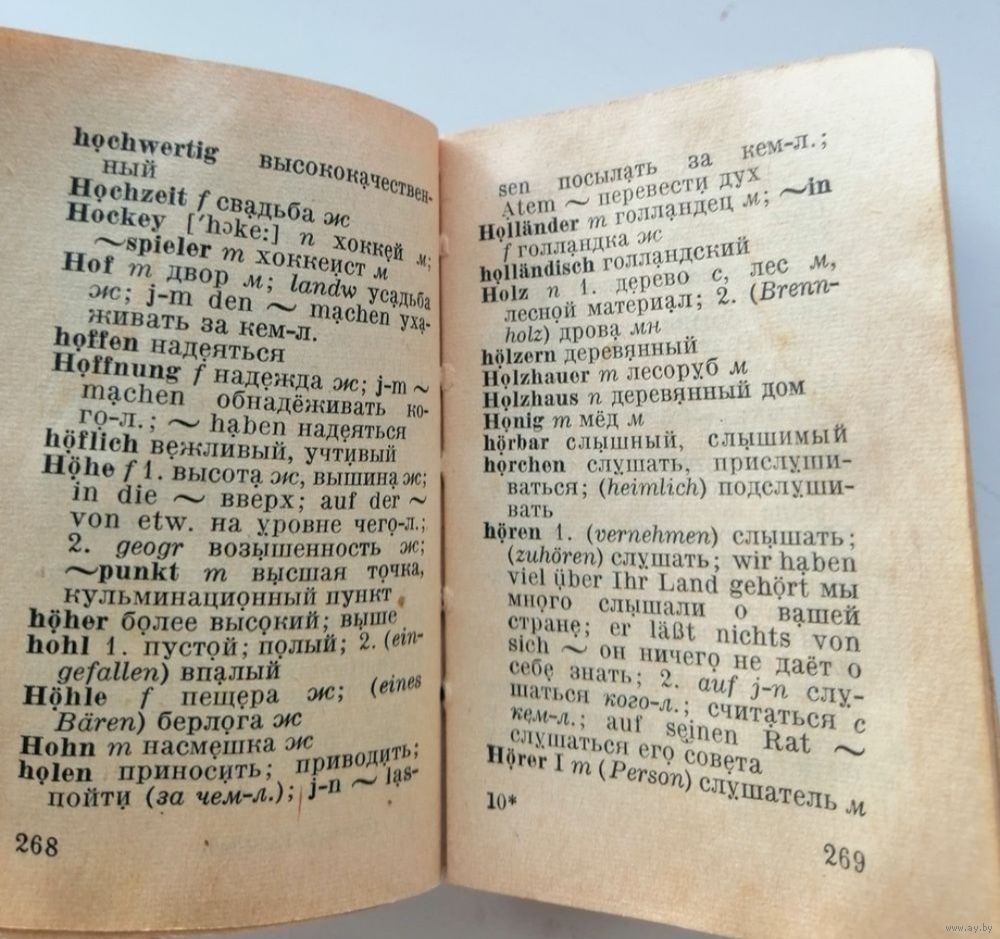 hochwertig высококачествен-
ный
Hochzeit f свадьба ж
Hockey ['hɔke:] n хоккей м;
~spieler m хоккеист м
Hof m двор м; landw усадьба
ж; j-m den ~ machen уха-
живать за кем-л.
hoffen надеяться
Hoffnung f надежда ж; j-m ~
machen обнадёживать ко-
го-л.; ~ haben надеяться
höflich вежливый, учтивый
Höhe f 1. высота ж, вышина ж;
in die ~ вверх; auf der ~
von etw. на уровне чего-л.;
2. geogr возвышенность ж;
~punkt m высшая точка,
кульминационный пункт
höher более высокий; выше
hohl 1. пустой; полый; 2. (ein-
gefallen) впалый
Höhle f пещера ж; (eines
Bären) берлога ж
Hohn m насмешка ж
holen приносить; приводить;
пойти (за чем-л.); j-n ~ las-
268
sen посылать за кем-л.;
Atem ~ перевести дух
Holländer m голландец м; ~in
f голландка ж
holländisch голландский
Holz n 1. дерево с, лес м,
лесной материал; 2. (Brenn-
holz) дрова мн
hölzern деревянный
Holzhauer m лесоруб м
Holzhaus n деревянный дом
Honig m мёд м
hörbar слышный, слышимый
horchen слушать, прислуши-
ваться; (heimlich) подслуши-
вать
hören 1. (vernehmen) слышать;
(zuhören) слушать; wir haben
viel über Ihr Land gehört мы
много слышали о вашей
стране; er läßt nichts von
sich ~ он ничего не даёт о
себе знать; 2. auf j-n слу-
шаться кого-л.; считаться с
кем-л.; auf seinen Rat ~
слушаться его совета
Hörer I m (Person) слушатель м
10*
269
www.ay.by